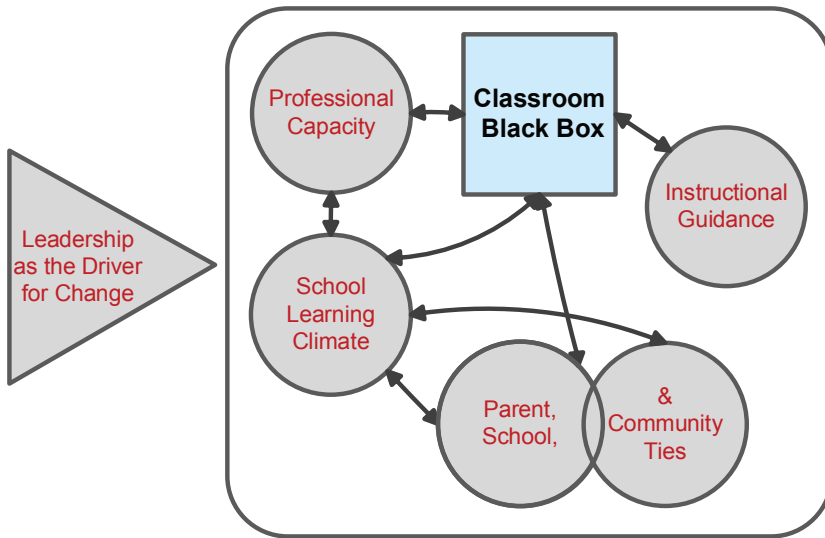 Professional
Capacity
Classroom
Black Box
Instructional
Guidance
Leadership
as the Driver
for Change
School
Learning
Climate
Parent,
School,
&
Community
Ties